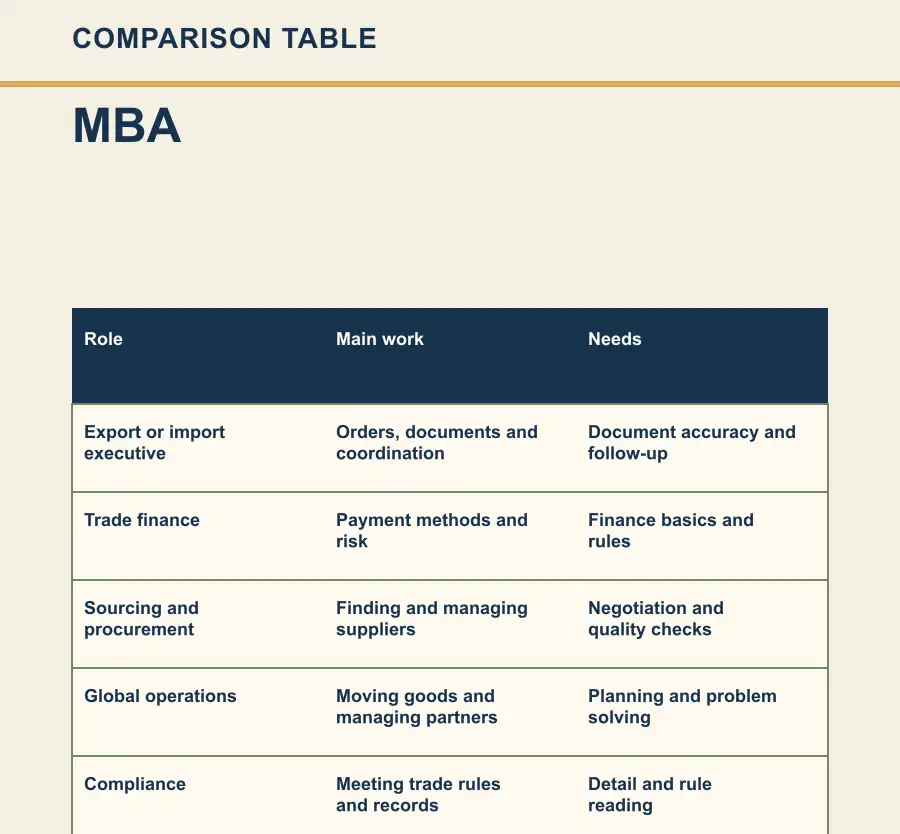 COMPARISON TABLE
MBA
Role Main work Needs
Export or import Orders, documents and Document accuracy and
executive coordination follow-up
Trade finance Payment methods and Finance basics and
risk rules
Sourcing and Finding and managing Negotiation and
procurement suppliers quality checks
Global operations Moving goods and Planning and problem
managing partners solving
Compliance Meeting trade rules Detail and rule
and records reading